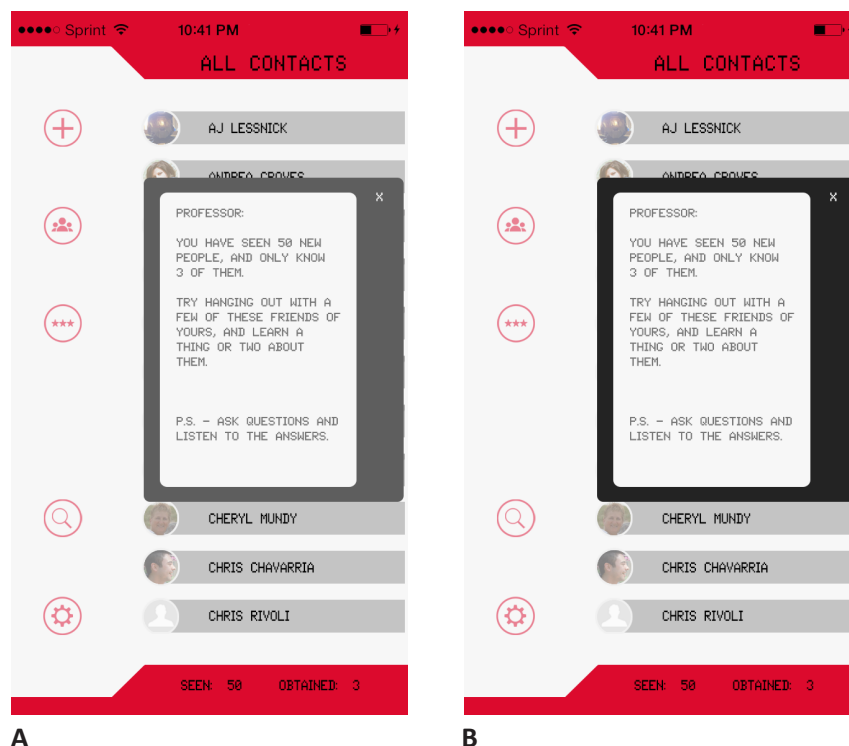 Sprint 10:41 PM
ALL CONTACTS
AJ LESSNICK
ANDREA GROVES
X
PROFESSOR:
YOU HAVE SEEN 50 NEW
PEOPLE, AND ONLY KNOW
3 OF THEM.
TRY HANGING OUT WITH A
FEW OF THESE FRIENDS OF
YOURS, AND LEARN A
THING OR TWO ABOUT
THEM.
P.S. - ASK QUESTIONS AND
LISTEN TO THE ANSWERS.
CHERYL MUNDY
CHRIS CHAVARRIA
CHRIS RIVOLI
SEEN: 50 OBTAINED: 3
A
Sprint 10:41 PM
ALL CONTACTS
AJ LESSNICK
ANDREA GROVES
X
PROFESSOR:
YOU HAVE SEEN 50 NEW
PEOPLE, AND ONLY KNOW
3 OF THEM.
TRY HANGING OUT WITH A
FEW OF THESE FRIENDS OF
YOURS, AND LEARN A
THING OR TWO ABOUT
THEM.
P.S. - ASK QUESTIONS AND
LISTEN TO THE ANSWERS.
CHERYL MUNDY
CHRIS CHAVARRIA
CHRIS RIVOLI
SEEN: 50 OBTAINED: 3
B